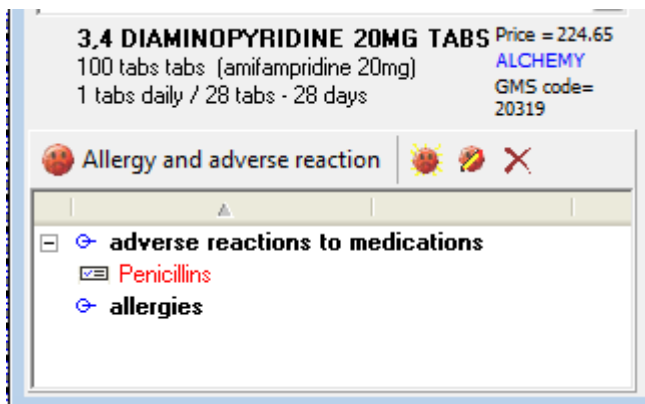 3,4 DIAMINOPYRIDINE 20MG TABS
Price = 224.65
100 tabs tabs (amifampridine 20mg)
ALCHEMY
1 tabs daily / 28 tabs - 28 days
GMS code=
20319
Allergy and adverse reaction
adverse reactions to medications
Penicillins
allergies